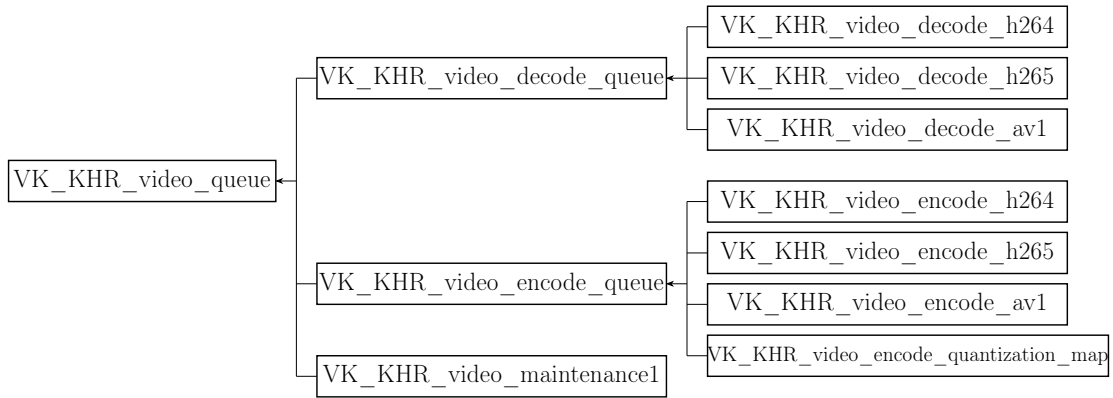 VK_KHR_video_queue
VK_KHR_video_decode_queue
VK_KHR_video_decode_h264
VK_KHR_video_decode_h265
VK_KHR_video_decode_av1
VK_KHR_video_encode_queue
VK_KHR_video_encode_h264
VK_KHR_video_encode_h265
VK_KHR_video_encode_av1
VK_KHR_video_encode_quantization_map
VK_KHR_video_maintenance1